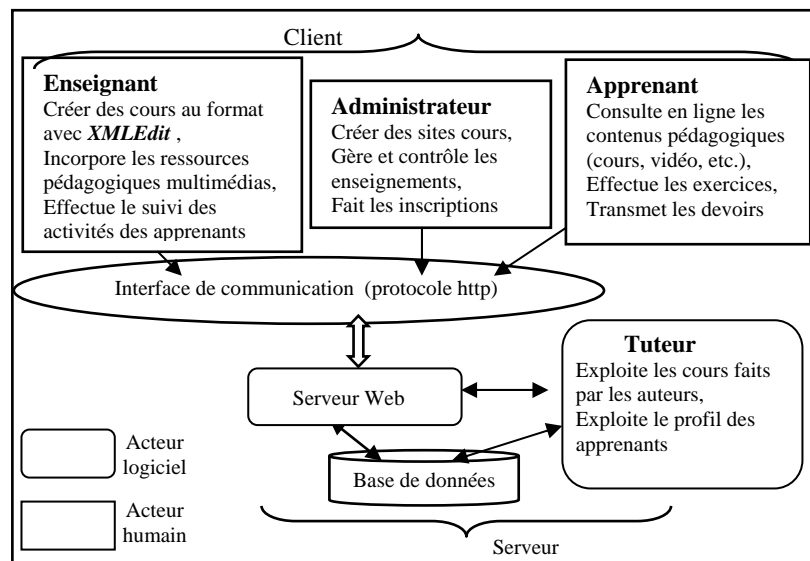 Client
Enseignant
Créer des cours au format
avec XMLEdit ,
Incorpore les ressources
pédagogiques multimédias,
Effectue le suivi des
activités des apprenants
Administrateur
Créer des sites cours,
Gère et contrôle les
enseignements,
Fait les inscriptions
Apprenant
Consulte en ligne les
contenus pédagogiques
(cours, vidéo, etc.),
Effectue les exercices,
Transmet les devoirs
Interface de communication (protocole http)
Serveur Web
Tuteur
Exploite les cours faits
par les auteurs,
Exploite le profil des
apprenants
Base de données
Acteur
logiciel
Acteur
humain
Serveur